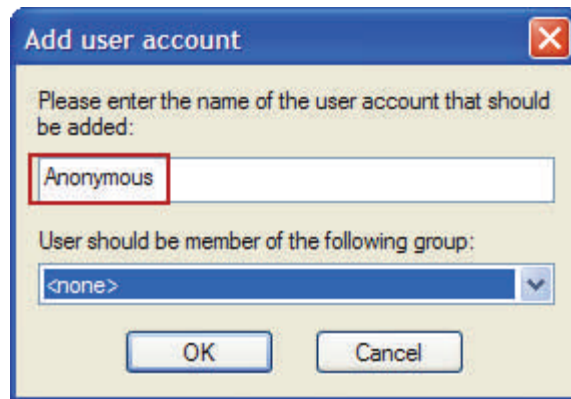 Add user account
Please enter the name of the user account that should
be added:
Anonymous
User should be member of the following group:
<none>
OK
Cancel